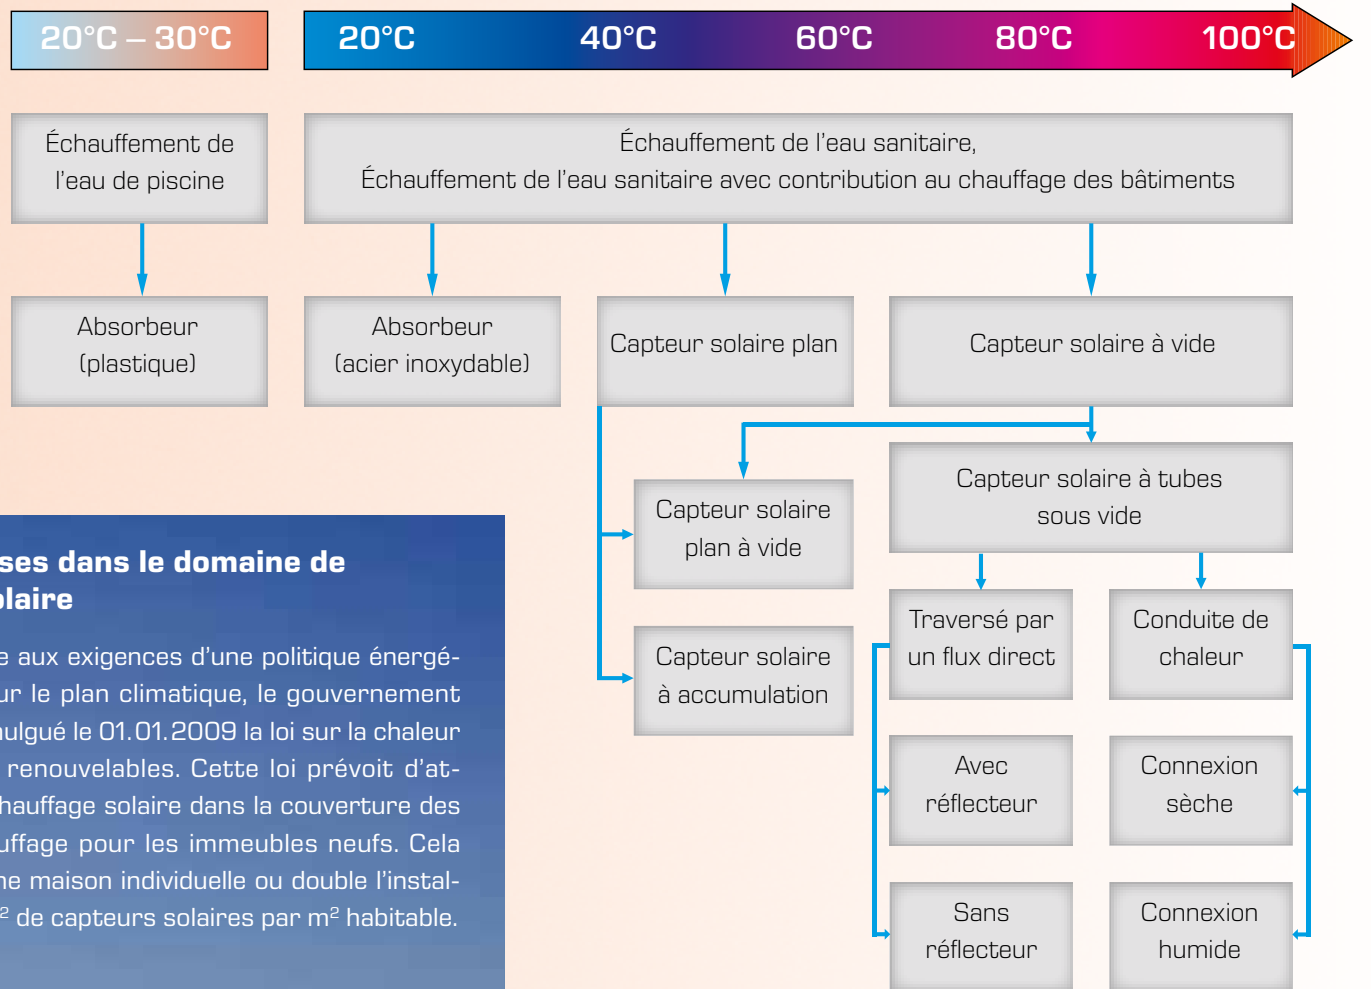 20°C – 30°C
20°C 40°C 60°C 80°C 100°C
Échauffement de
l’eau de piscine
Échauffement de l’eau sanitaire,
Échauffement de l’eau sanitaire avec contribution au chauffage des bâtiments
Absorbeur
(plastique)
Absorbeur
(acier inoxydable)
Capteur solaire plan
Capteur solaire à vide
Capteur solaire
plan à vide
Capteur solaire
à accumulation
Capteur solaire à tubes
sous vide
Traversé par
un flux direct
Conduite de
chaleur
Avec
réflecteur
Connexion
sèche
Sans
réflecteur
Connexion
humide
ses dans le domaine de
olaire
e aux exigences d’une politique énergé-
ur le plan climatique, le gouvernement
nulgué le 01.01.2009 la loi sur la chaleur
renouvelables. Cette loi prévoit d’at-
hauffage solaire dans la couverture des
uffage pour les immeubles neufs. Cela
ne maison individuelle ou double l’instal-
² de capteurs solaires par m² habitable.